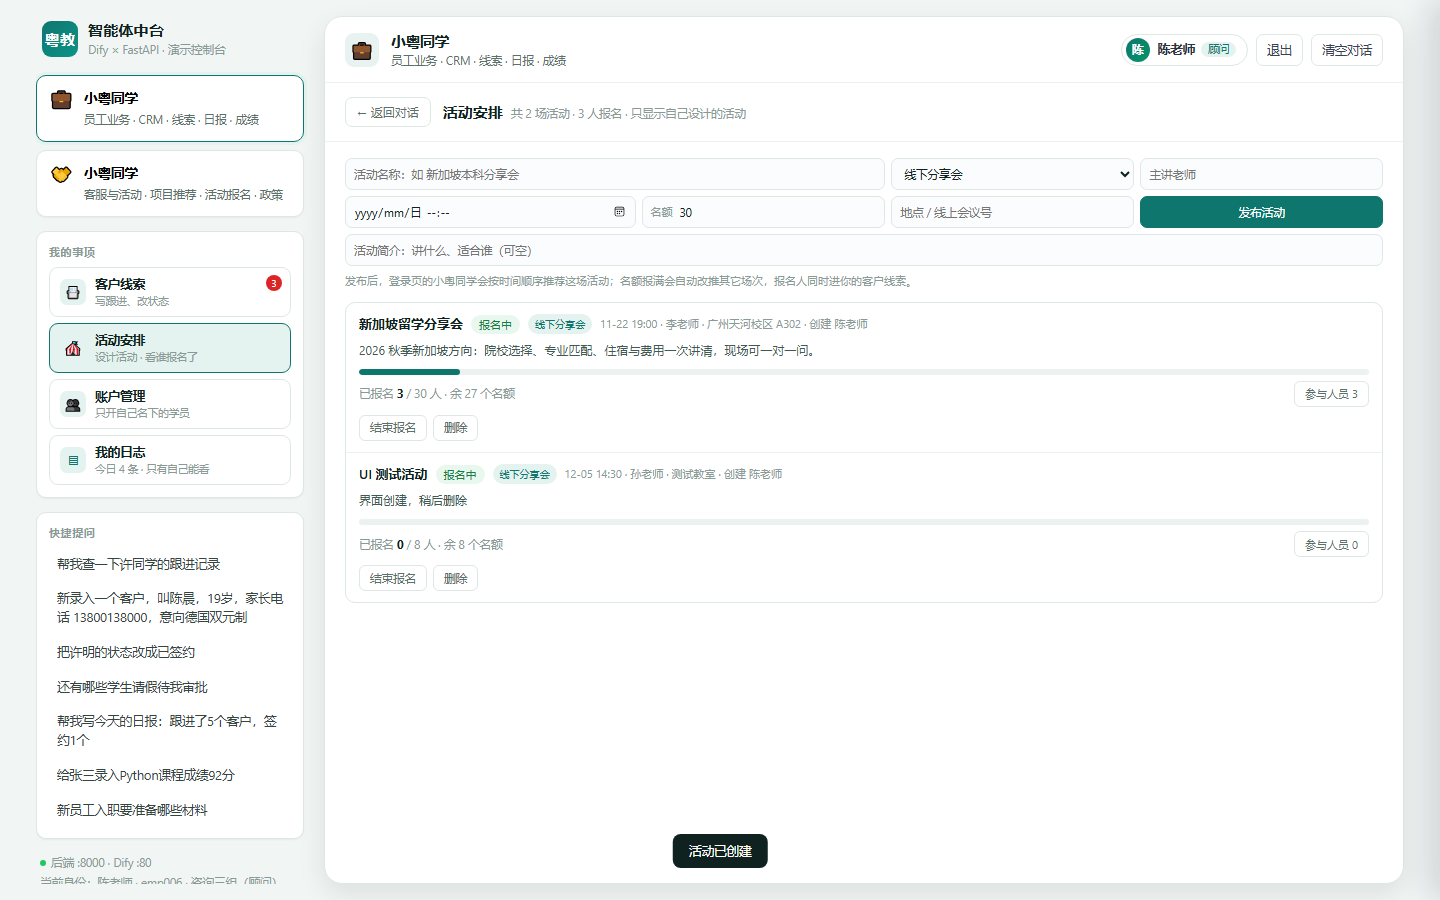 粤教
智能体中台
Dify × FastAPI · 演示控制台
小粤同学
员工业务 · CRM · 线索 · 日报 · 成绩
小粤同学
客服与活动 · 项目推荐 · 活动报名 · 政策
我的事项
客户线索
写跟进、改状态
3
活动安排
设计活动 · 看谁报名了
账户管理
只开自己名下的学员
我的日志
今日 4 条 · 只有自己能看
快捷提问
帮我查一下许同学的跟进记录
新录入一个客户，叫陈晨，19岁，家长电
话 13800138000，意向德国双元制
把许明的状态改成已签约
还有哪些学生请假待我审批
帮我写今天的日报：跟进了5个客户，签
约1个
给张三录入Python课程成绩92分
新员工入职要准备哪些材料
后端 :8000 · Dify :80
当前身份：陈老师 · emp006 · 咨询三组（顾问）
小粤同学
员工业务 · CRM · 线索 · 日报 · 成绩
陈 陈老师 顾问
退出
清空对话
← 返回对话
活动安排 共 2 场活动 · 3 人报名 · 只显示自己设计的活动
活动名称：如 新加坡本科分享会
线下分享会
主讲老师
yyyy/mm/日 --:--
名额 30
地点 / 线上会议号
发布活动
活动简介：讲什么、适合谁（可空）
发布后，登录页的小粤同学会按时间顺序推荐这场活动；名额报满会自动改推其它场次，报名人同时进你的客户线索。
新加坡留学分享会 报名中 线下分享会 11-22 19:00 · 李老师 · 广州天河校区 A302 · 创建 陈老师
2026 秋季新加坡方向：院校选择、专业匹配、住宿与费用一次讲清，现场可一对一问。
已报名 3 / 30 人 · 余 27 个名额
参与人员 3
结束报名
删除
UI 测试活动 报名中 线下分享会 12-05 14:30 · 孙老师 · 测试教室 · 创建 陈老师
界面创建，稍后删除
已报名 0 / 8 人 · 余 8 个名额
参与人员 0
结束报名
删除
活动已创建